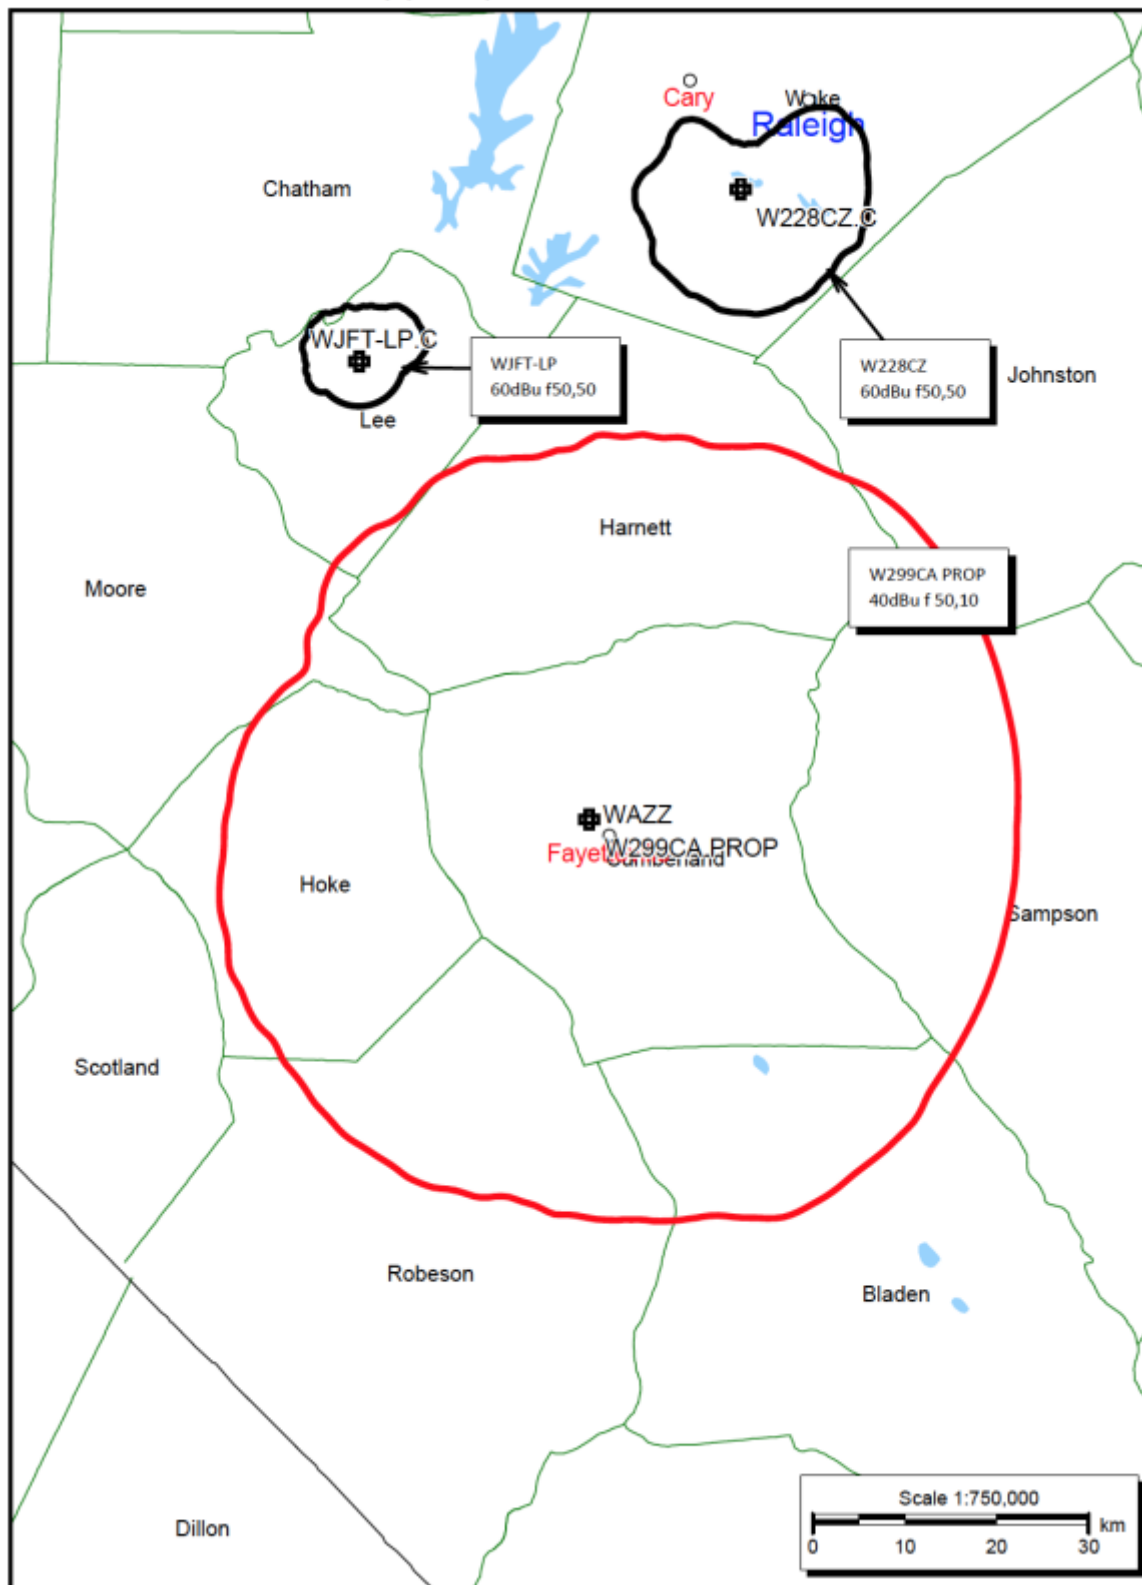 Cary
Wake
Raleigh
Chatham
W228CZ.C
WJFT-LP.C
WJFT-LP
60dBu f50,50
W228CZ
60dBu f50,50
Johnston
Lee
Harnett
W299CA PROP
40dBu f 50,10
Moore
WAZZ
W299CA PROP
Cumberland
Hoke
Sampson
Scotland
Robeson
Bladen
Scale 1:750,000
km
0 10 20 30
Dillon